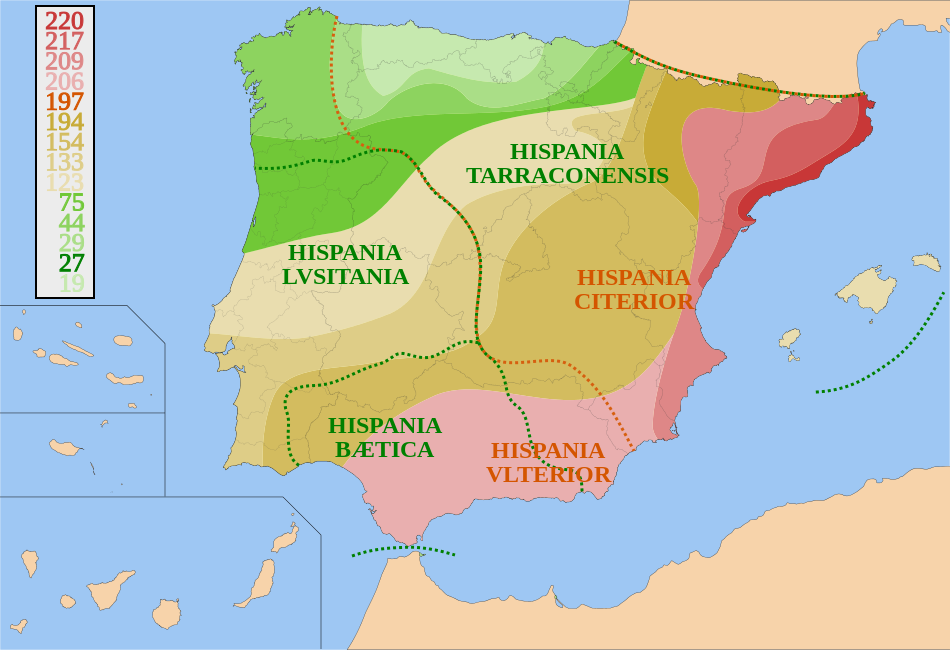 220
217
209
206
197
194
154
133
123
75
44
29
27
19
HISPANIA
TARRACONENSIS
HISPANIA
LVSITANIA
HISPANIA
CITERIOR
HISPANIA
BÆTICA
HISPANIA
VLTERIOR